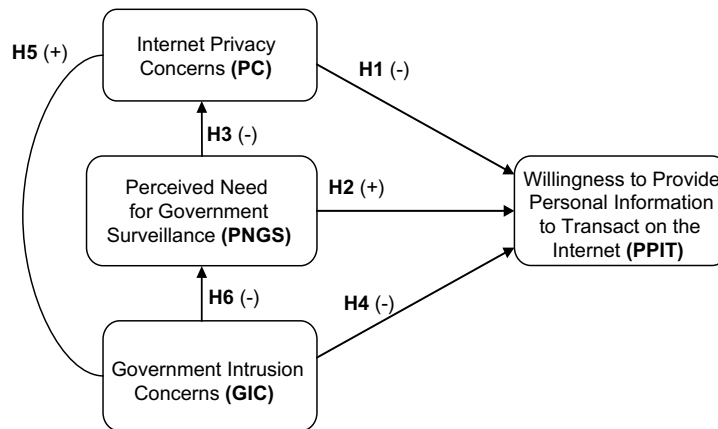 H5 (+)
Internet Privacy
Concerns (PC)
H1 (-)
H3 (-)
Perceived Need
for Government
Surveillance (PNGS)
H2 (+)
Willingness to Provide
Personal Information
to Transact on the
Internet (PPIT)
H6 (-)
H4 (-)
Government Intrusion
Concerns (GIC)